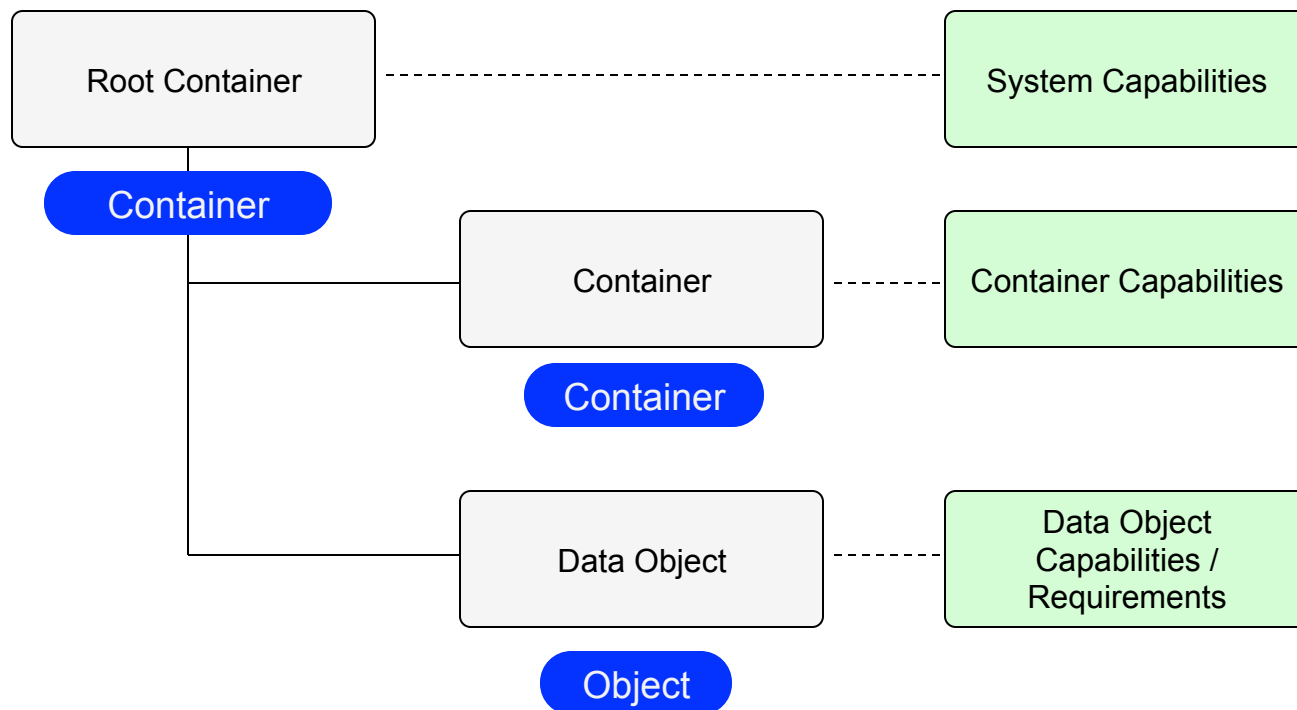 Root Container
System Capabilities
Container
Container
Container Capabilities
Container
Data Object
Data Object
Capabilities /
Requirements
Object